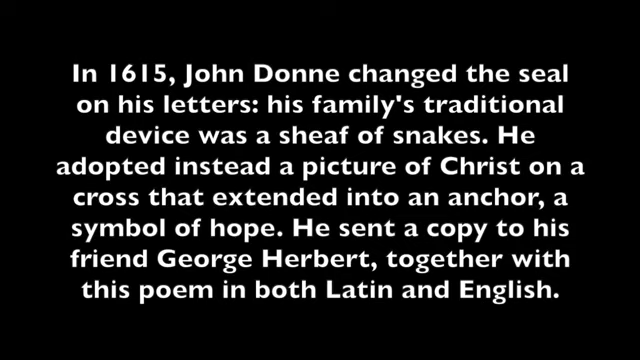 In 1615, John Donne changed the seal
on his letters: his family's traditional
device was a sheaf of snakes. He
adopted instead a picture of Christ on a
cross that extended into an anchor, a
symbol of hope. He sent a copy to his
friend George Herbert, together with
this poem in both Latin and English.